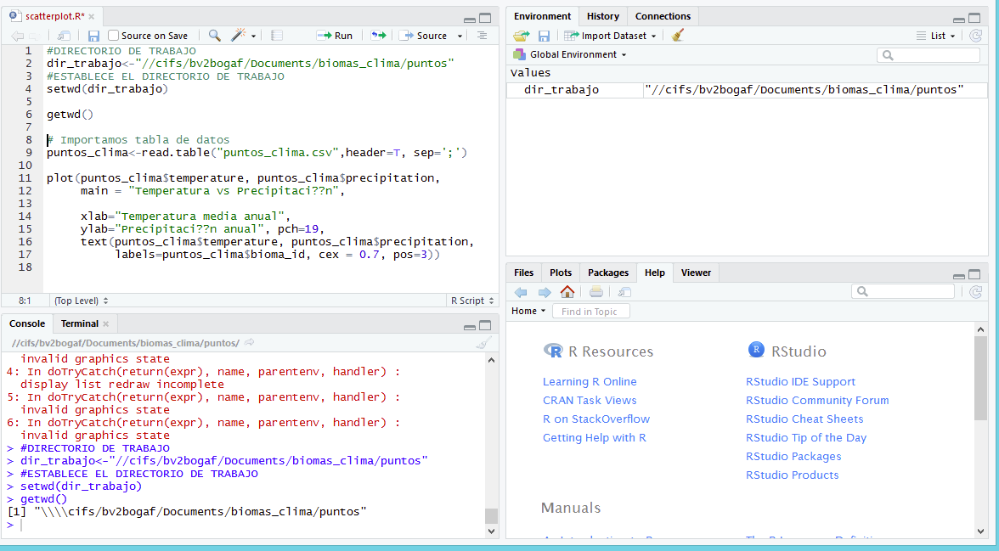 scatterplot.R*
Source on Save
Run
Source
1 #DIRECTORIO DE TRABAJO
2 dir_trabajo<-"//cifs/bv2bogaf/Documents/biomas_clima/puntos"
3 #ESTABLECE EL DIRECTORIO DE TRABAJO
4 setwd(dir_trabajo)
5
6 getwd()
7
8 # Importamos tabla de datos
9 puntos_clima<-read.table("puntos_clima.csv",header=T, sep=';')
10
11 plot(puntos_clima$temperature, puntos_clima$precipitation,
12 main = "Temperatura vs Precipitaci??n",
13
14 xlab="Temperatura media anual",
15 ylab="Precipitaci??n anual", pch=19,
16 text(puntos_clima$temperature, puntos_clima$precipitation,
17 labels=puntos_clima$bioma_id, cex = 0.7, pos=3))
18
8:1 (Top Level) R Script
Console Terminal
//cifs/bv2bogaf/Documents/biomas_clima/puntos/
invalid graphics state
4: In doTryCatch(return(expr), name, parentenv, handler) :
display list redraw incomplete
5: In doTryCatch(return(expr), name, parentenv, handler) :
invalid graphics state
6: In doTryCatch(return(expr), name, parentenv, handler) :
invalid graphics state
> #DIRECTORIO DE TRABAJO
> dir_trabajo<-"//cifs/bv2bogaf/Documents/biomas_clima/puntos"
> #ESTABLECE EL DIRECTORIO DE TRABAJO
> setwd(dir_trabajo)
> getwd()
[1] "\\\\cifs/bv2bogaf/Documents/biomas_clima/puntos"
>
Environment History Connections
Import Dataset List
Global Environment
Values
dir_trabajo "//cifs/bv2bogaf/Documents/biomas_clima/puntos"
Files Plots Packages Help Viewer
Home Find in Topic
R Resources
Learning R Online
CRAN Task Views
R on StackOverflow
Getting Help with R
RStudio
RStudio IDE Support
RStudio Community Forum
RStudio Cheat Sheets
RStudio Tip of the Day
RStudio Packages
RStudio Products
Manuals